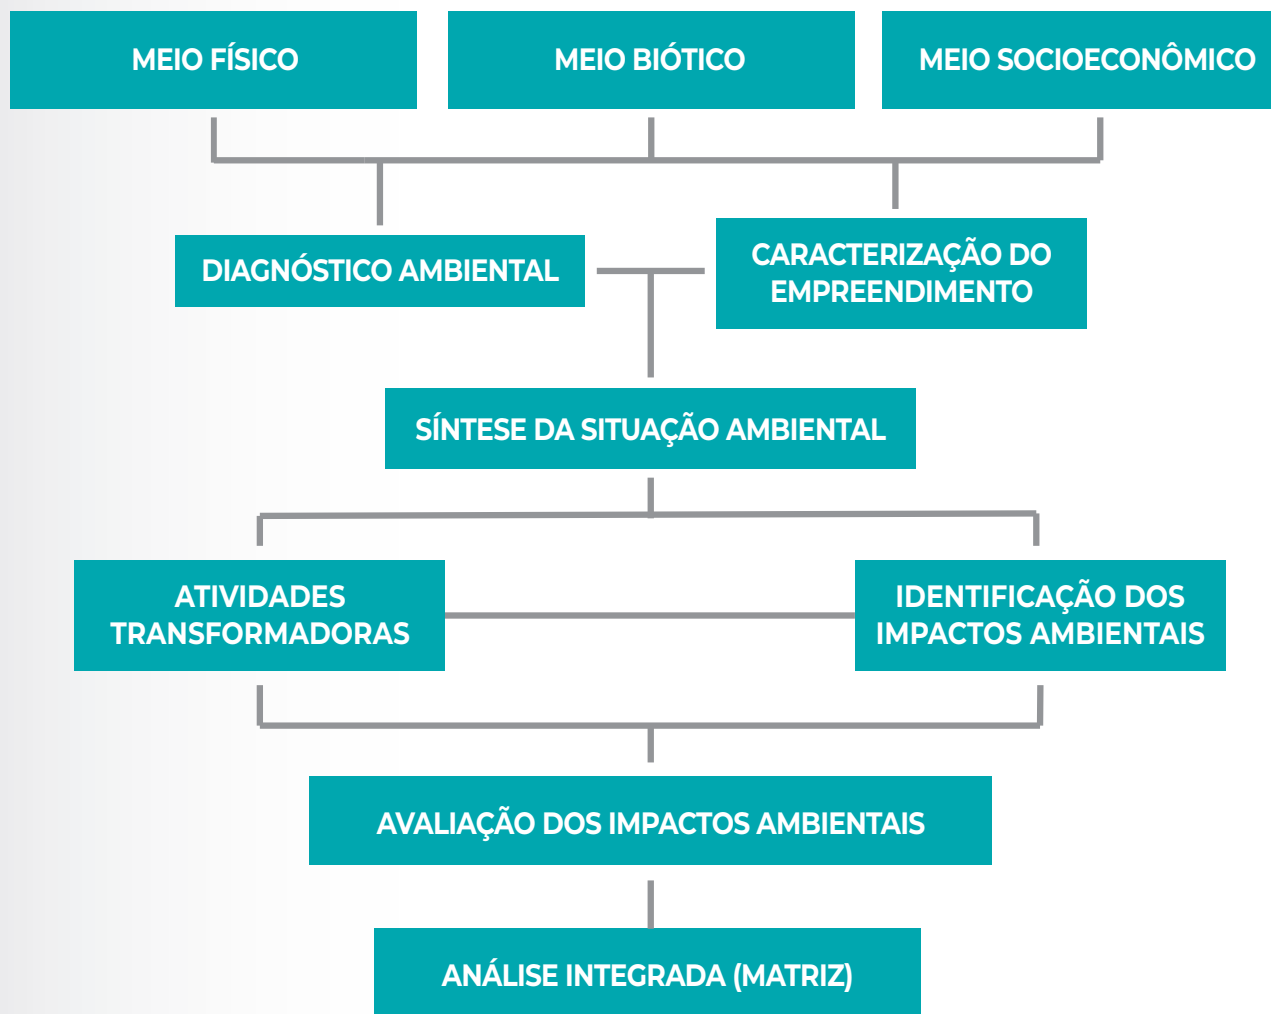 MEIO FÍSICO
MEIO BIÓTICO
MEIO SOCIOECONÔMICO
DIAGNÓSTICO AMBIENTAL
CARACTERIZAÇÃO DO
EMPREENDIMENTO
SÍNTESE DA SITUAÇÃO AMBIENTAL
ATIVIDADES
TRANSFORMADORAS
IDENTIFICAÇÃO DOS
IMPACTOS AMBIENTAIS
AVALIAÇÃO DOS IMPACTOS AMBIENTAIS
ANÁLISE INTEGRADA (MATRIZ)